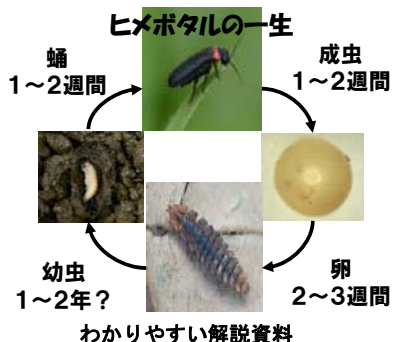 ヒメボタルの一生
蛹
1～2週間
成虫
1～2週間
幼虫
1～2年？
卵
2～3週間
わかりやすい解説資料